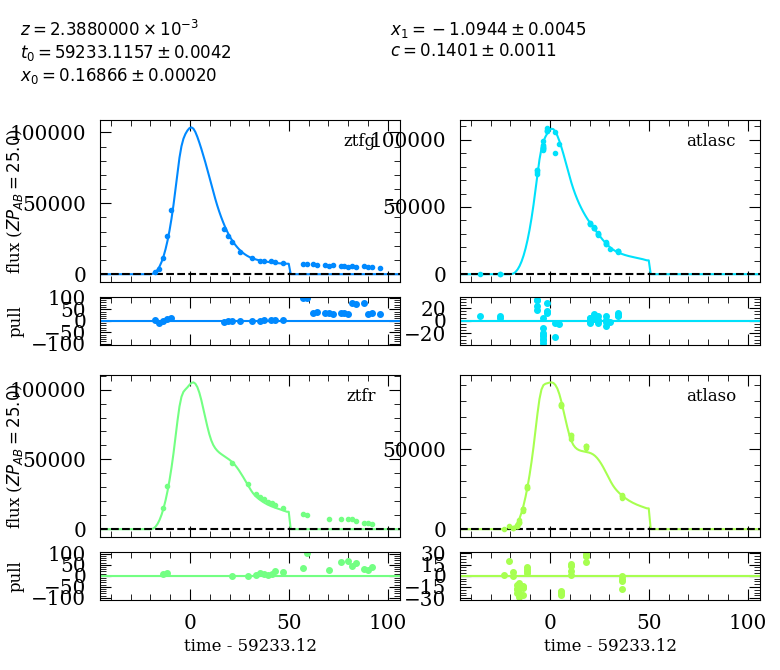 z = 2.3880000 × 10⁻³
t₀ = 59233.1157 ± 0.0042
x₀ = 0.16866 ± 0.00020
x₁ = −1.0944 ± 0.0045
c = 0.1401 ± 0.0011
flux (ZP_AB = 25.0)
100000
50000
0
ztfg
100000
50000
0
atlasc
pull
100
50
0
−50
−100
20
0
−20
flux (ZP_AB = 25.0)
100000
50000
0
ztfr
50000
0
atlaso
pull
100
50
0
−50
−100
30
15
0
−15
−30
0 50 100
0 50 100
time - 59233.12
time - 59233.12